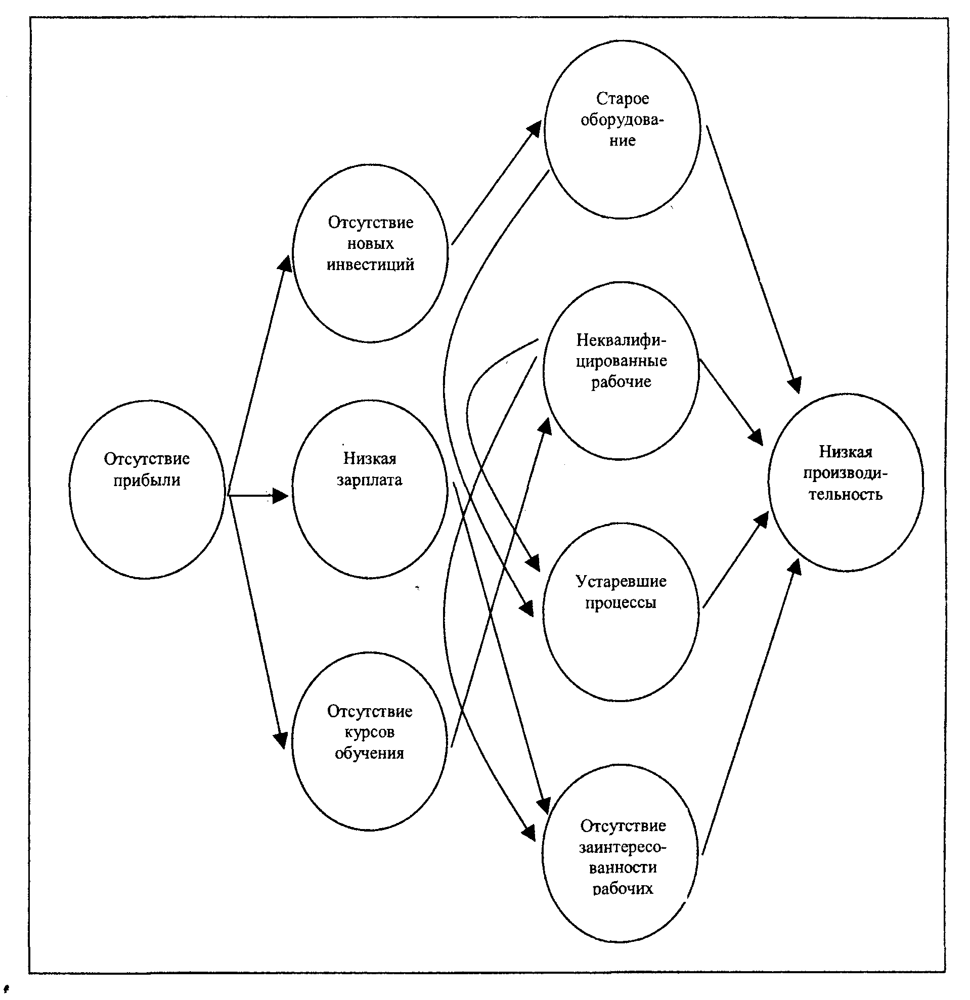 Старое
оборудова-
ние
Отсутствие
новых
инвестиций
Неквалифи-
цированные
рабочие
Отсутствие
прибыли
Низкая
зарплата
Низкая
производи-
тельность
Устаревшие
процессы
Отсутствие
курсов
обучения
Отсутствие
заинтересо-
ванности
рабочих